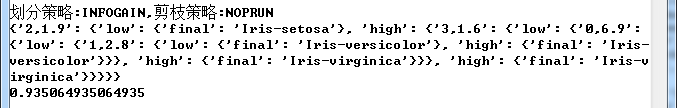 划分策略:INFOGAIN,剪枝策略:NOPRUN
{'2,1.9': {'low': {'final': 'Iris-setosa'}, 'high': {'3,1.6': {'low': {'0,6.9':
{'low': {'1,2.8': {'low': {'final': 'Iris-versicolor'}, 'high': {'final': 'Iris-
versicolor'}}}, 'high': {'final': 'Iris-virginica'}}}, 'high': {'final': 'Iris-v
irginica'}}}}}
0.935064935064935